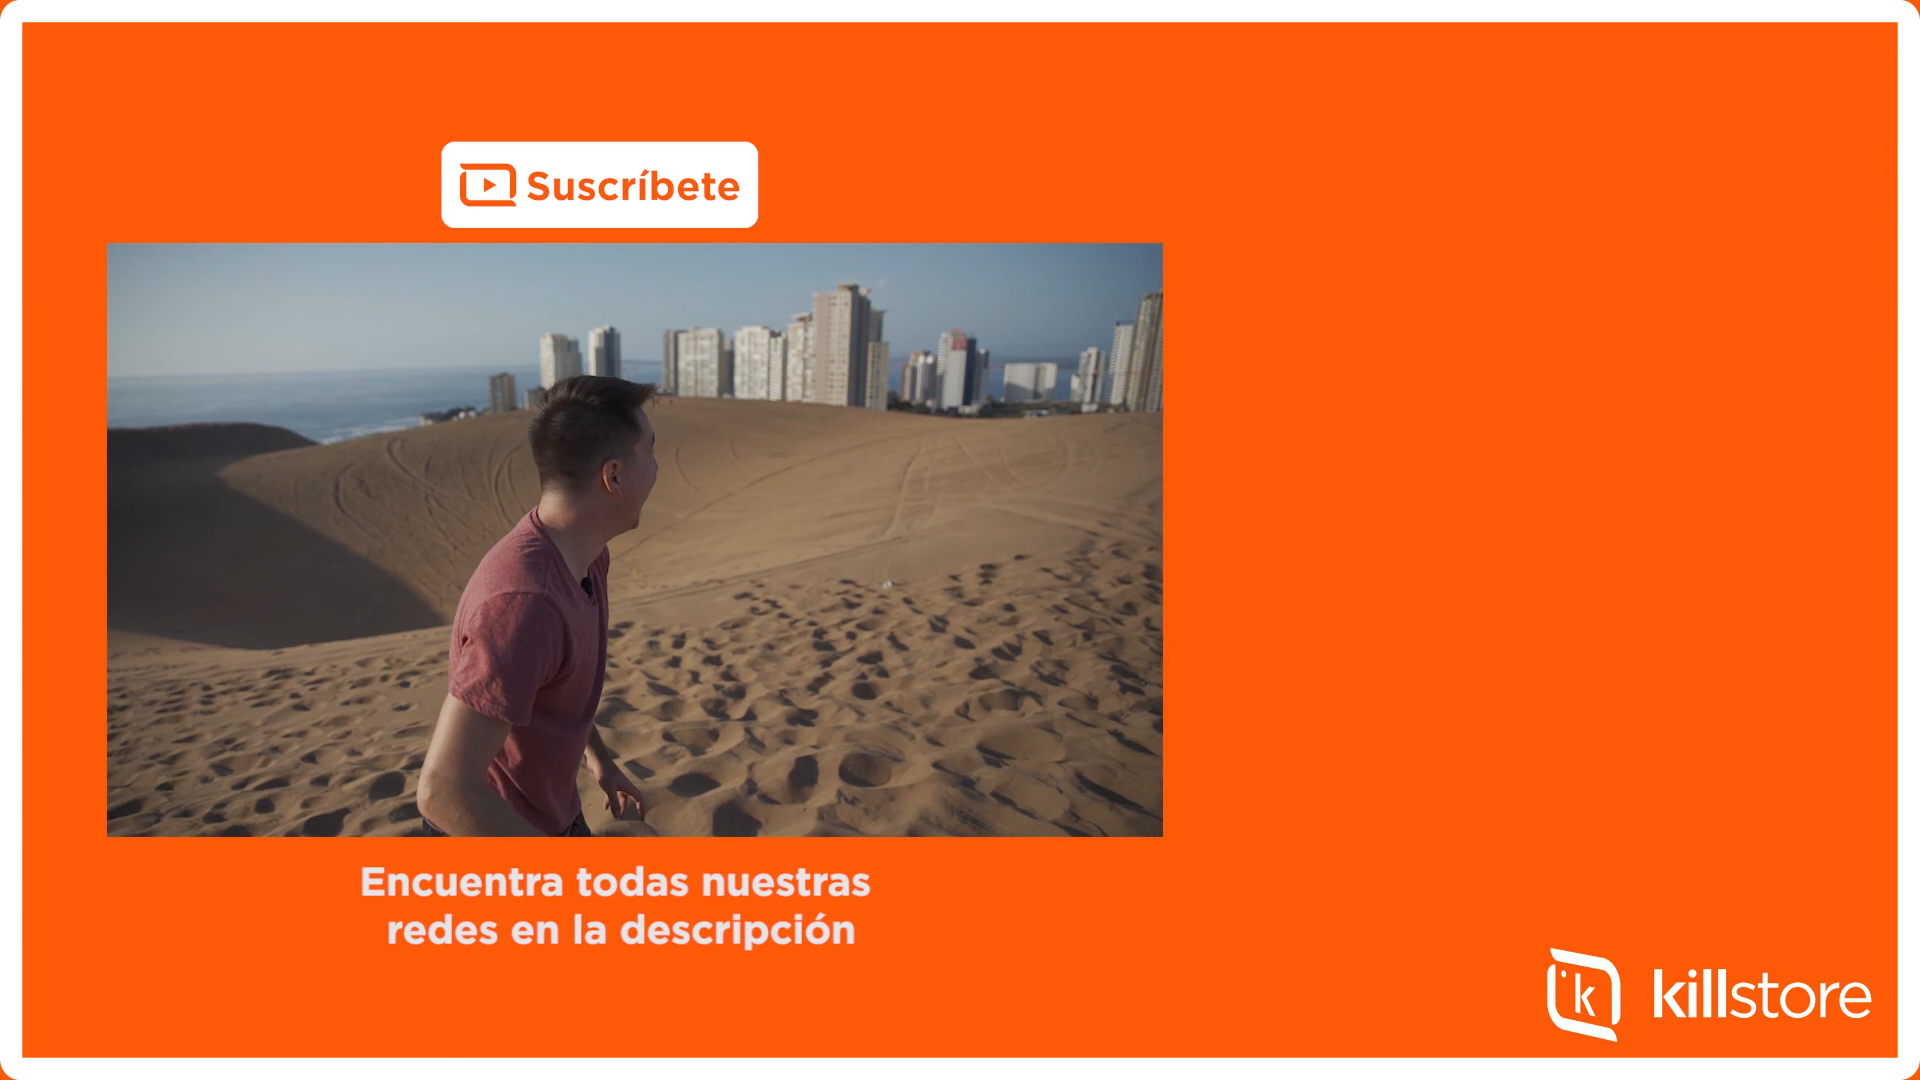 Suscríbete
Encuentra todas nuestras
redes en la descripción
k killstore